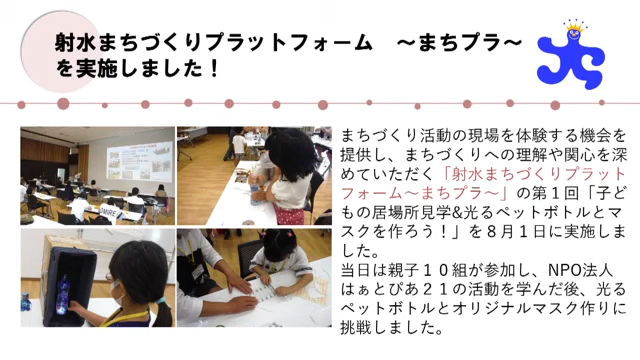 射水まちづくりプラットフォーム　～まちプラ～
を実施しました！
まちづくり活動の現場を体験する機会を
提供し、まちづくりへの理解や関心を深
めていただく「射水まちづくりプラット
フォーム～まちプラ～」の第１回「子ど
もの居場所見学&光るペットボトルとマ
スクを作ろう！」を８月１日に実施しま
した。
当日は親子１０組が参加し、NPO法人
はぁとぴあ２１の活動を学んだ後、光る
ペットボトルとオリジナルマスク作りに
挑戦しました。